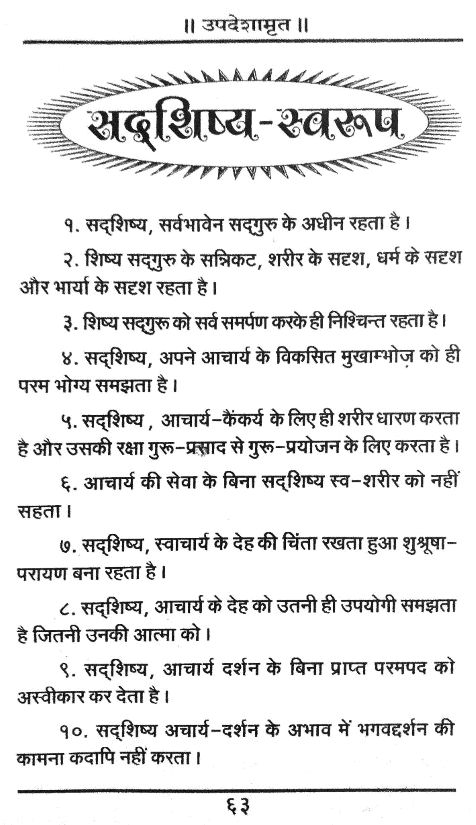 ॥ उपदेशामृत ॥
सद्शिष्य-स्वरूप
१. सद्शिष्य, सर्वभावेन सद्गुरु के अधीन रहता है।
२. शिष्य सद्गुरु के सन्निकट, शरीर के सदृश, धर्म के सदृश
और भार्या के सदृश रहता है।
३. शिष्य सद्गुरू को सर्व समर्पण करके ही निश्चिन्त रहता है।
४. सद्शिष्य, अपने आचार्य के विकसित मुखाम्भोज़ को ही
परम भोग्य समझता है।
५. सद्शिष्य , आचार्य-कैंकर्य के लिए ही शरीर धारण करता
है और उसकी रक्षा गुरू-प्रसाद से गुरू-प्रयोजन के लिए करता है।
६. आचार्य की सेवा के बिना सद्शिष्य स्व-शरीर को नहीं
सहता।
७. सद्शिष्य, स्वाचार्य के देह की चिंता रखता हुआ शुश्रूषा-
परायण बना रहता है।
८. सद्शिष्य, आचार्य के देह को उतनी ही उपयोगी समझता
है जितनी उनकी आत्मा को।
९. सद्शिष्य, आचार्य दर्शन के बिना प्राप्त परमपद को
अस्वीकार कर देता है।
१०. सद्शिष्य अचार्य-दर्शन के अभाव में भगवद्दर्शन की
कामना कदापि नहीं करता।
६३